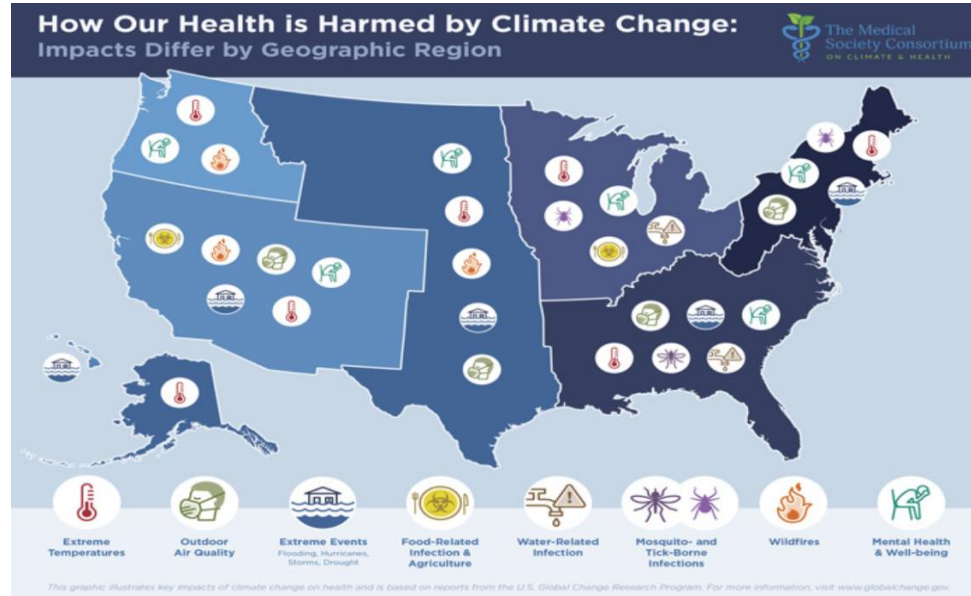 How Our Health is Harmed by Climate Change:
Impacts Differ by Geographic Region
The Medical
Society Consortium
ON CLIMATE & HEALTH
Extreme
Temperatures
Outdoor
Air Quality
Extreme Events
Flooding, Hurricanes,
Storms, Drought
Food-Related
Infection &
Agriculture
Water-Related
Infection
Mosquito- and
Tick-Borne
Infections
Wildfires
Mental Health
& Well-being
This graphic illustrates key impacts of climate change on health and is based on reports from the U.S. Global Change Research Program. For more information, visit www.globalchange.gov.